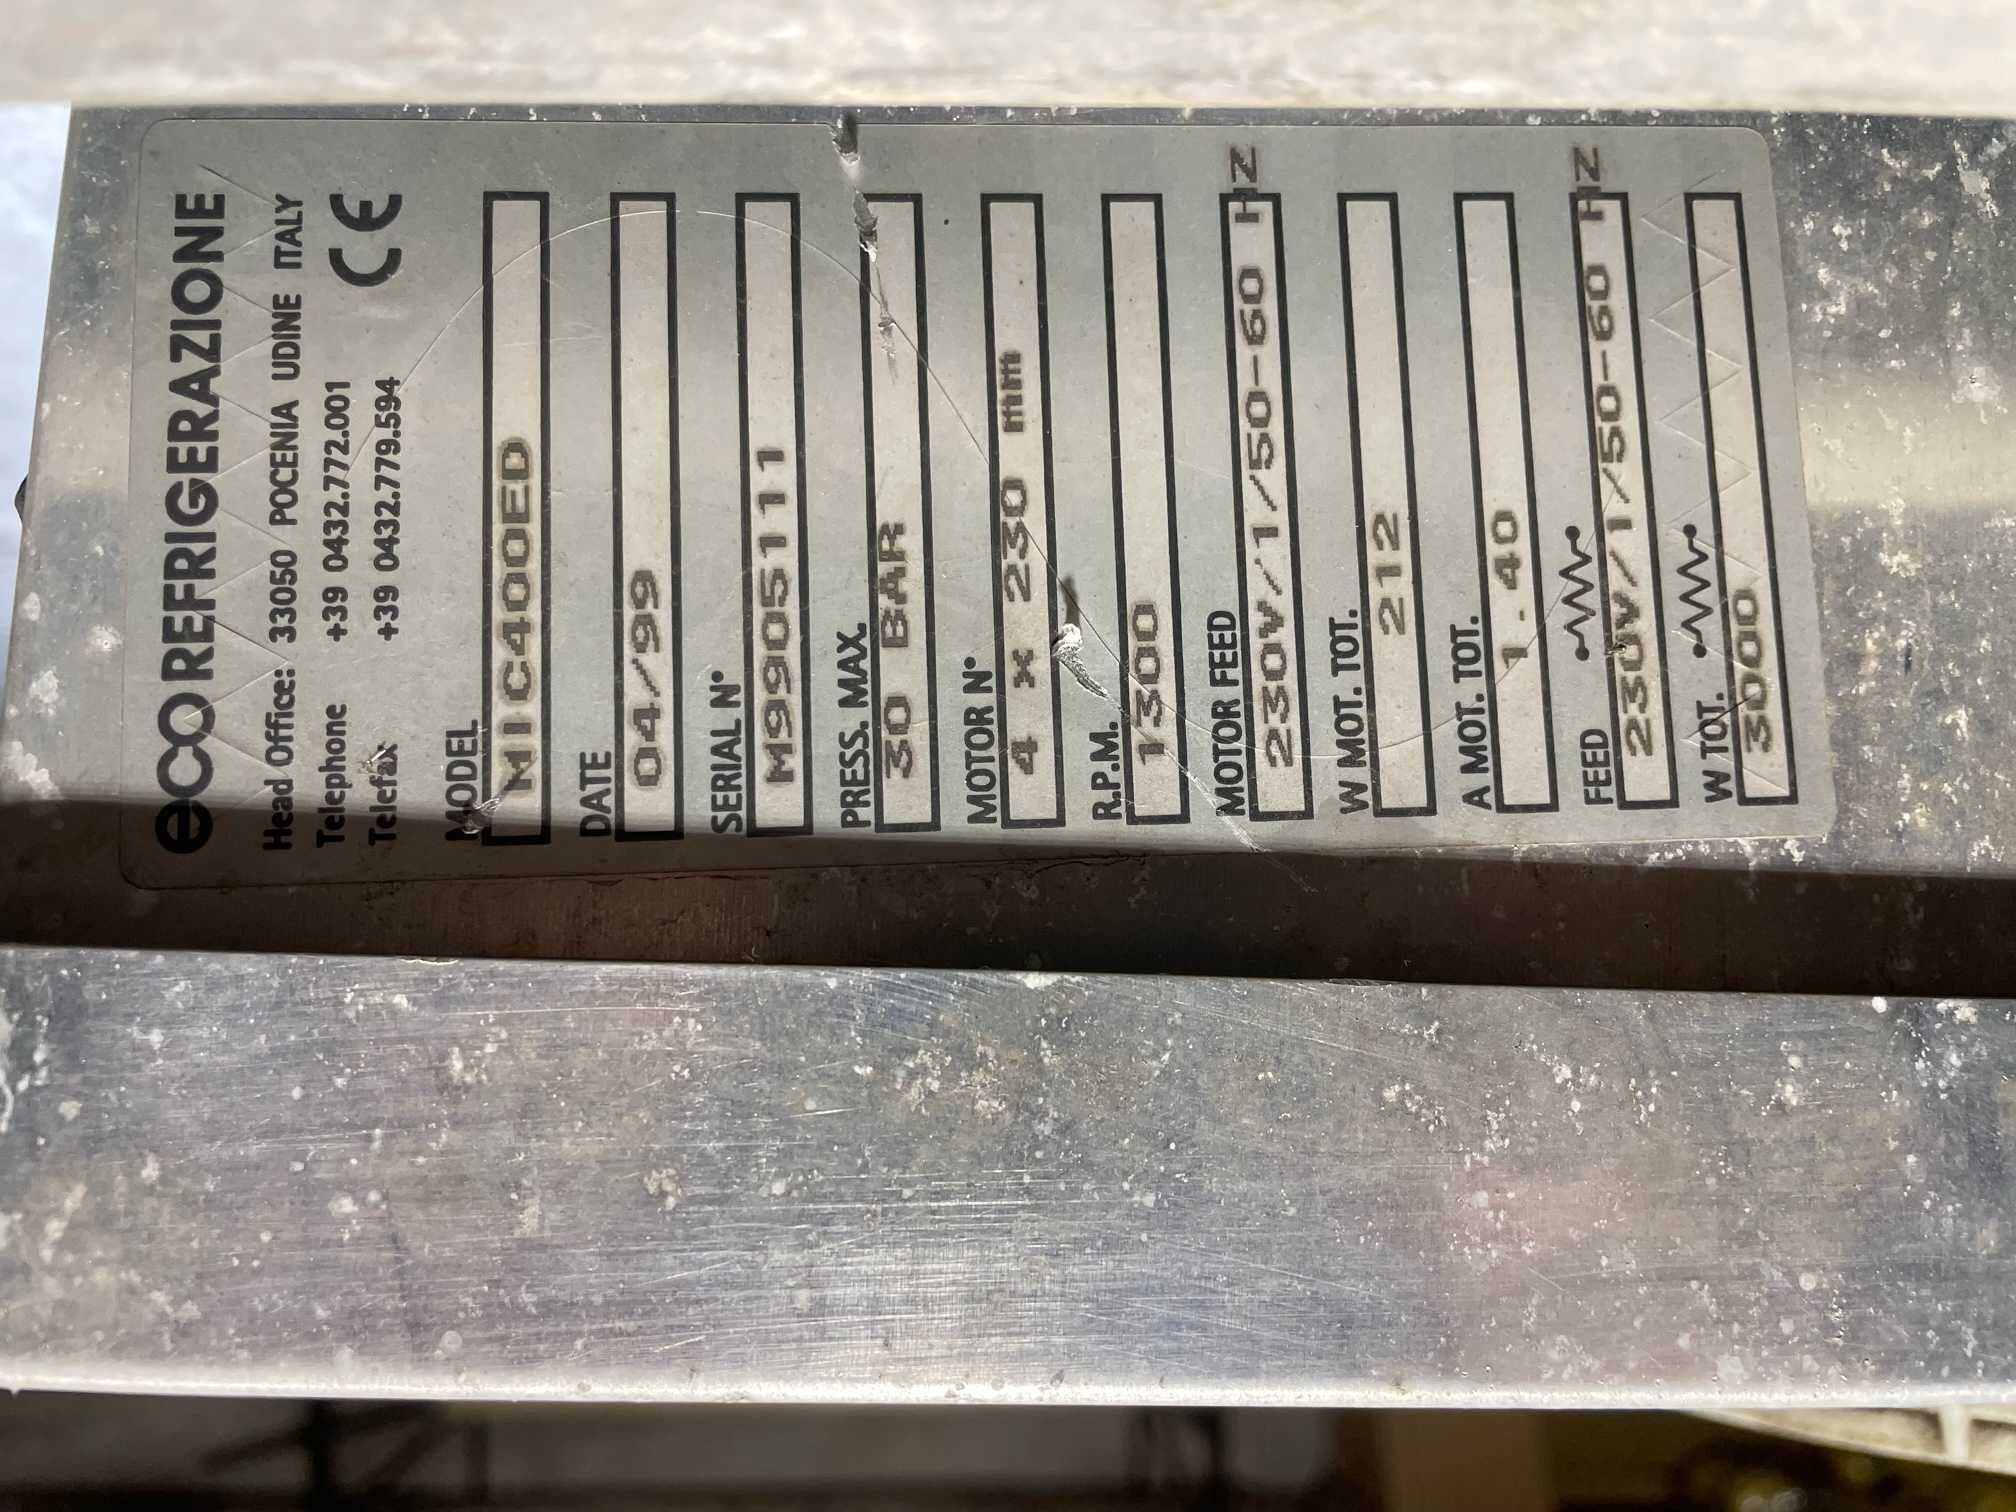 eco REFRIGERAZIONE
Head Office: 33050 POCENIA UDINE ITALY
Telephone +39 0432.772.001
Telefax +39 0432.779.594
CE
MODEL
MIC400ED
DATE
04/99
SERIAL N°
M9905111
PRESS. MAX.
30 BAR
MOTOR N°
4 x 230 mm
R.P.M.
1300
MOTOR FEED
230v/1/50-60 HZ
W MOT. TOT.
212
A MOT. TOT.
1.40
FEED
230v/1/50-60 HZ
W TOT.
3000